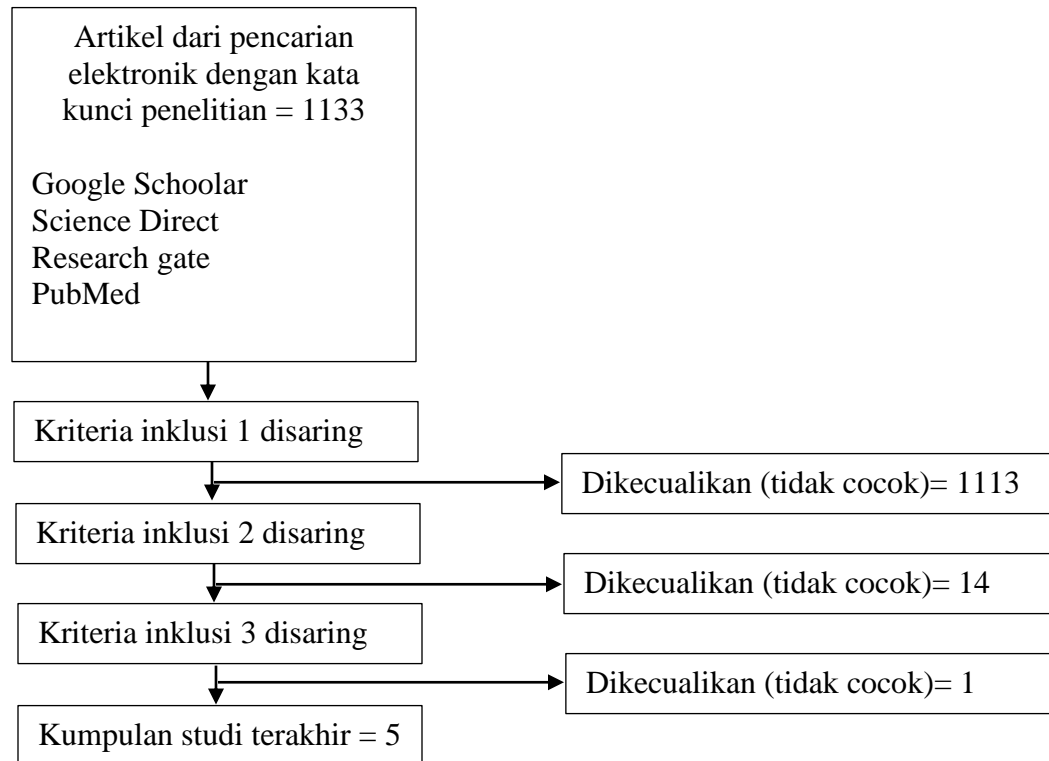 Artikel dari pencarian
elektronik dengan kata
kunci penelitian = 1133
Google Schoolar
Science Direct
Research gate
PubMed
Kriteria inklusi 1 disaring
Dikecualikan (tidak cocok)= 1113
Kriteria inklusi 2 disaring
Dikecualikan (tidak cocok)= 14
Kriteria inklusi 3 disaring
Dikecualikan (tidak cocok)= 1
Kumpulan studi terakhir = 5